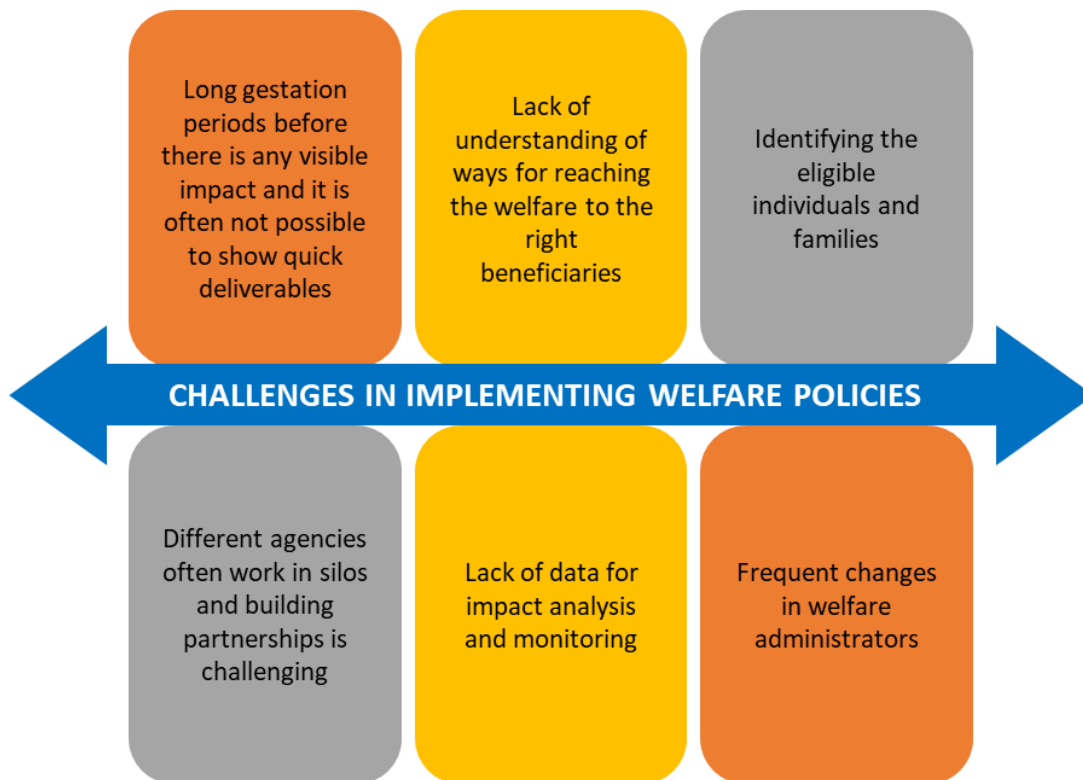 Long gestation
periods before
there is any visible
impact and it is
often not possible
to show quick
deliverables
Lack of
understanding of
ways for reaching
the welfare to the
right
beneficiaries
Identifying the
eligible
individuals and
families
CHALLENGES IN IMPLEMENTING WELFARE POLICIES
Different agencies
often work in silos
and building
partnerships is
challenging
Lack of data for
impact analysis
and monitoring
Frequent changes
in welfare
administrators